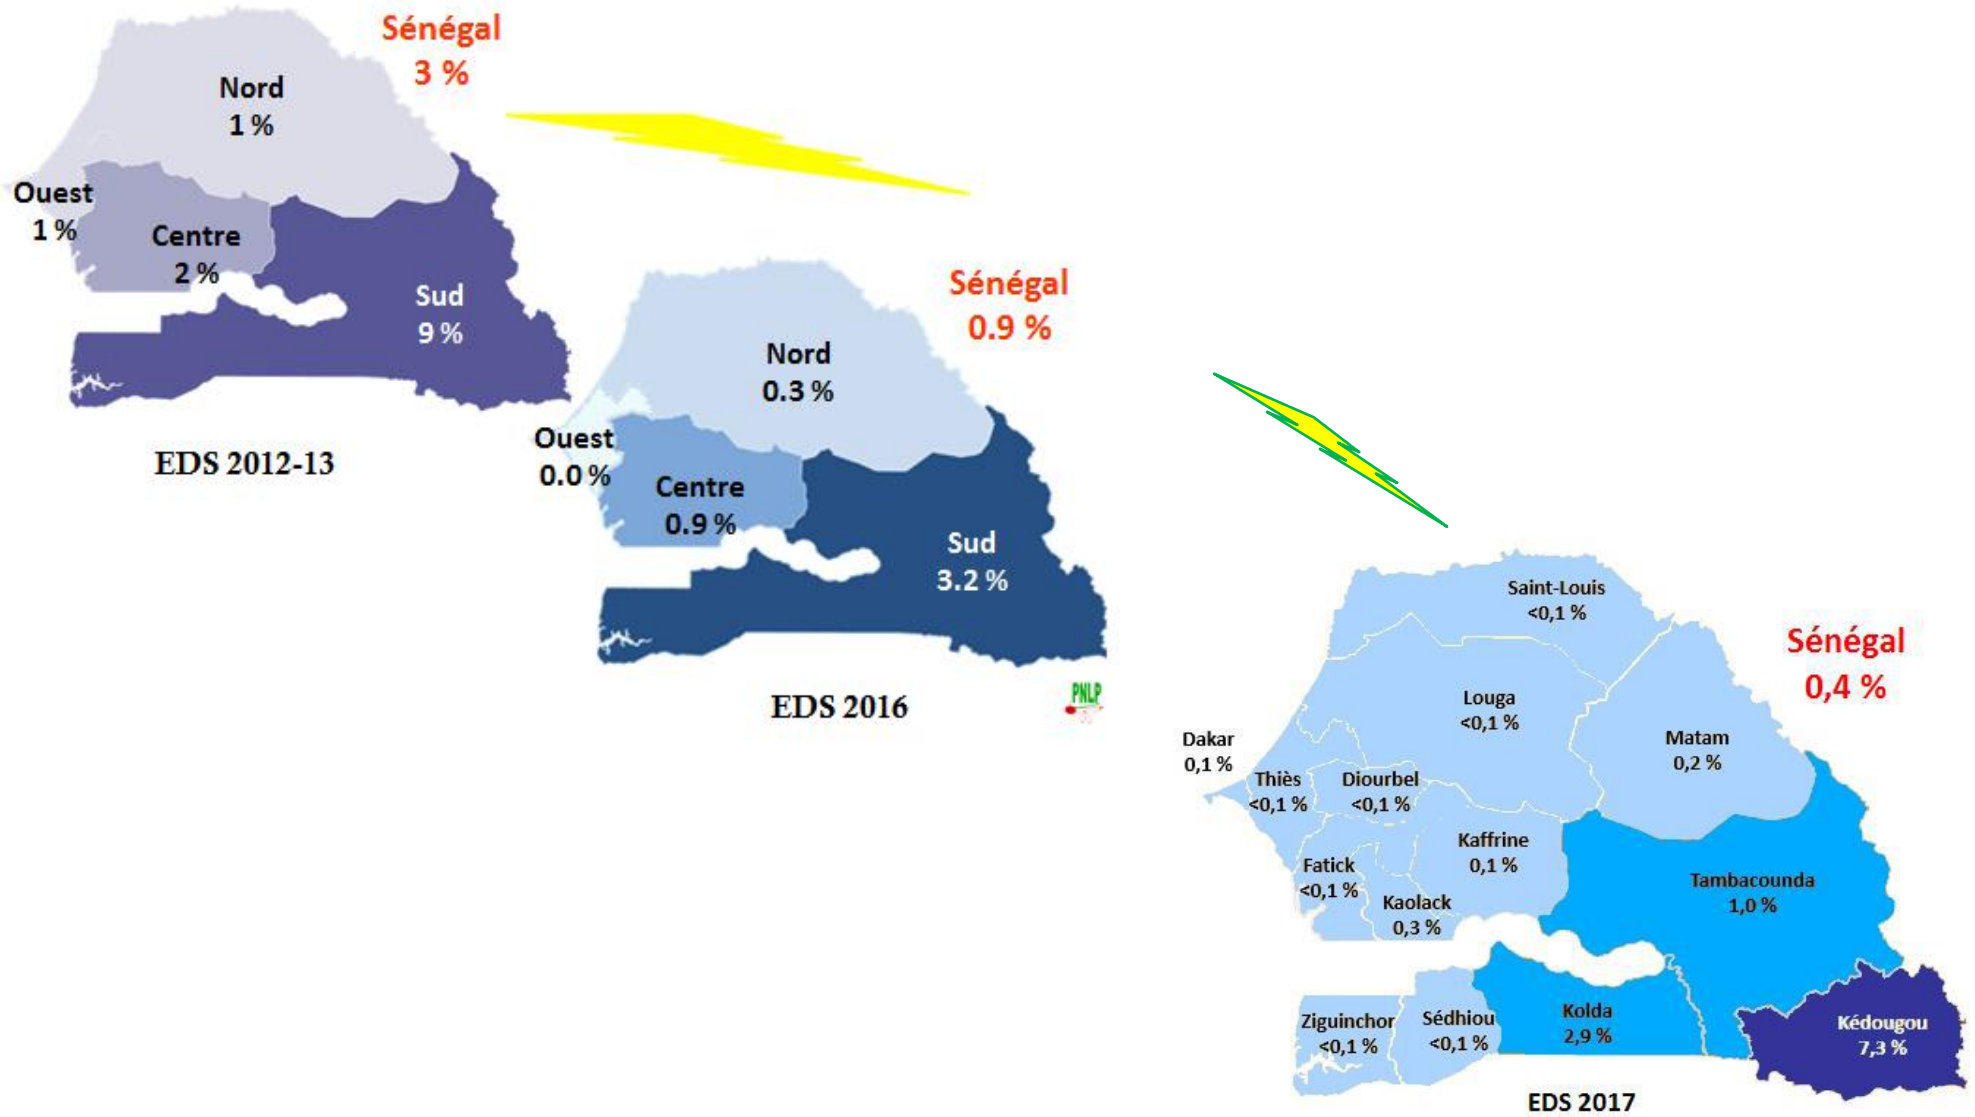 Sénégal
3 %
Nord
1 %
Ouest
1 %
Centre
2 %
Sud
9 %
EDS 2012-13
Sénégal
0.9 %
Nord
0.3 %
Ouest
0.0 %
Centre
0.9 %
Sud
3.2 %
EDS 2016
PNLP
Sénégal
0,4 %
Saint-Louis
<0,1 %
Louga
<0,1 %
Matam
0,2 %
Dakar
0,1 %
Thiès
<0,1 %
Diourbel
<0,1 %
Kaffrine
0,1 %
Fatick
<0,1 %
Kaolack
0,3 %
Tambacounda
1,0 %
Ziguinchor
<0,1 %
Sédhiou
<0,1 %
Kolda
2,9 %
Kédougou
7,3 %
EDS 2017